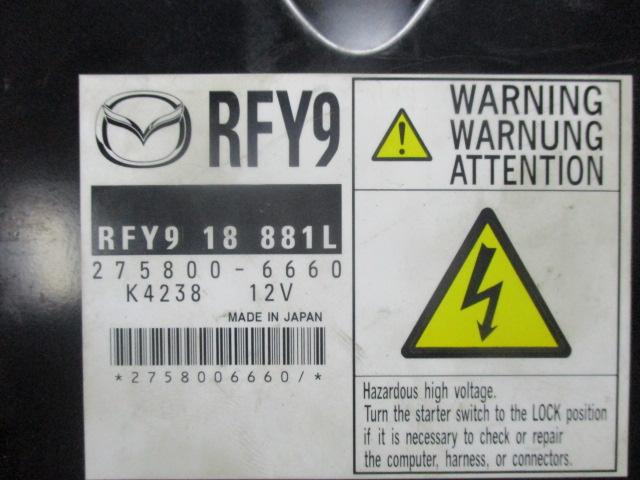 RFY9
RFY9 18 881L
275800-6660
K4238 12V
MADE IN JAPAN
*2758006660/*
WARNING
WARNUNG
ATTENTION
Hazardous high voltage.
Turn the starter switch to the LOCK position
if it is necessary to check or repair
the computer, harness, or connectors.